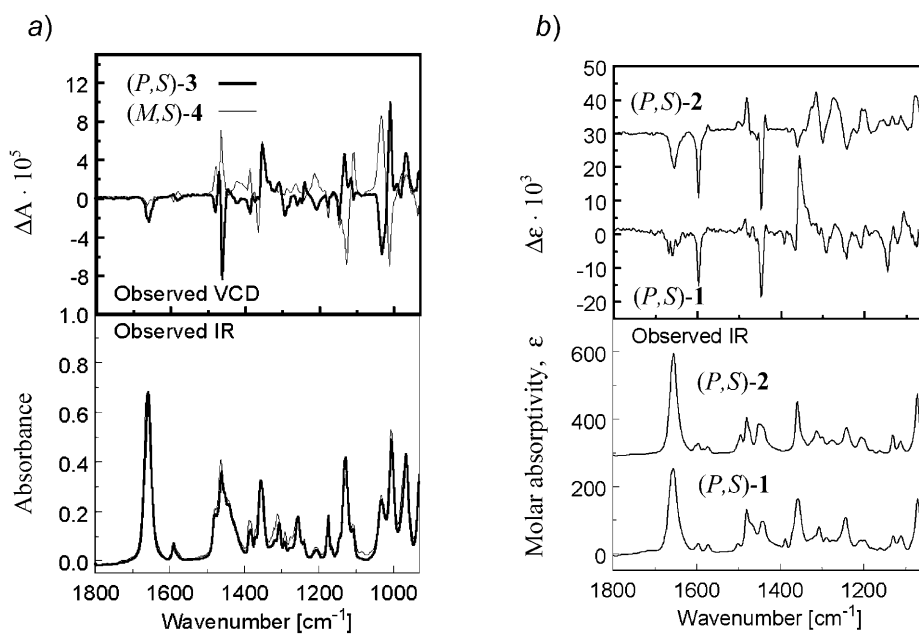 a)
12
8
4
0
-4
-8
ΔA · 10⁵
(P,S)-3
(M,S)-4
Observed VCD
1.0
0.8
0.6
0.4
0.2
0.0
Absorbance
Observed IR
1800 1600 1400 1200 1000
Wavenumber [cm⁻¹]
b)
50
40
30
20
10
0
-10
-20
Δε · 10³
(P,S)-2
(P,S)-1
Observed IR
600
400
200
0
Molar absorptivity, ε
(P,S)-2
(P,S)-1
1800 1600 1400 1200
Wavenumber [cm⁻¹]